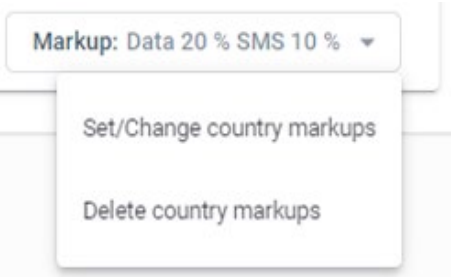 Markup: Data 20 % SMS 10 %
Set/Change country markups
Delete country markups